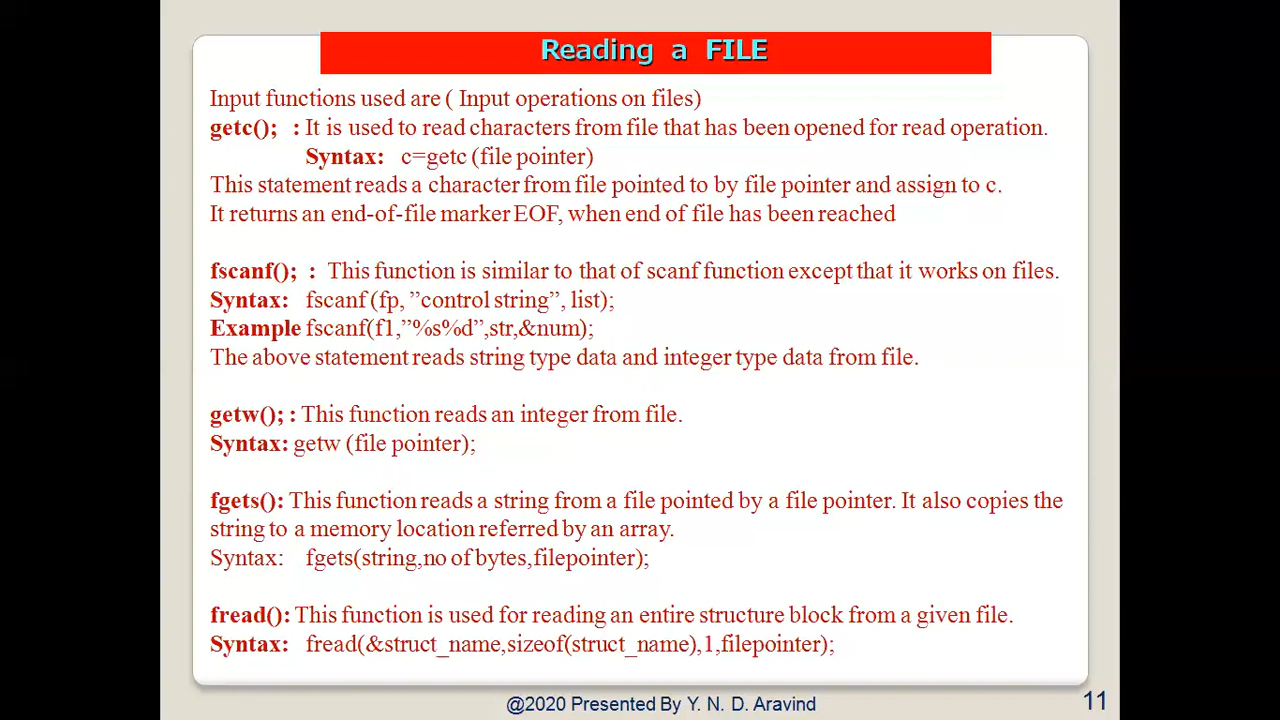 Reading a FILE
Input functions used are ( Input operations on files)
getc(); : It is used to read characters from file that has been opened for read operation.
Syntax: c=getc (file pointer)
This statement reads a character from file pointed to by file pointer and assign to c.
It returns an end-of-file marker EOF, when end of file has been reached
fscanf(); : This function is similar to that of scanf function except that it works on files.
Syntax: fscanf (fp, ”control string”, list);
Example fscanf(f1,”%s%d”,str,&num);
The above statement reads string type data and integer type data from file.
getw(); : This function reads an integer from file.
Syntax: getw (file pointer);
fgets(): This function reads a string from a file pointed by a file pointer. It also copies the
string to a memory location referred by an array.
Syntax: fgets(string,no of bytes,filepointer);
fread(): This function is used for reading an entire structure block from a given file.
Syntax: fread(&struct_name,sizeof(struct_name),1,filepointer);
@2020 Presented By Y. N. D. Aravind
11